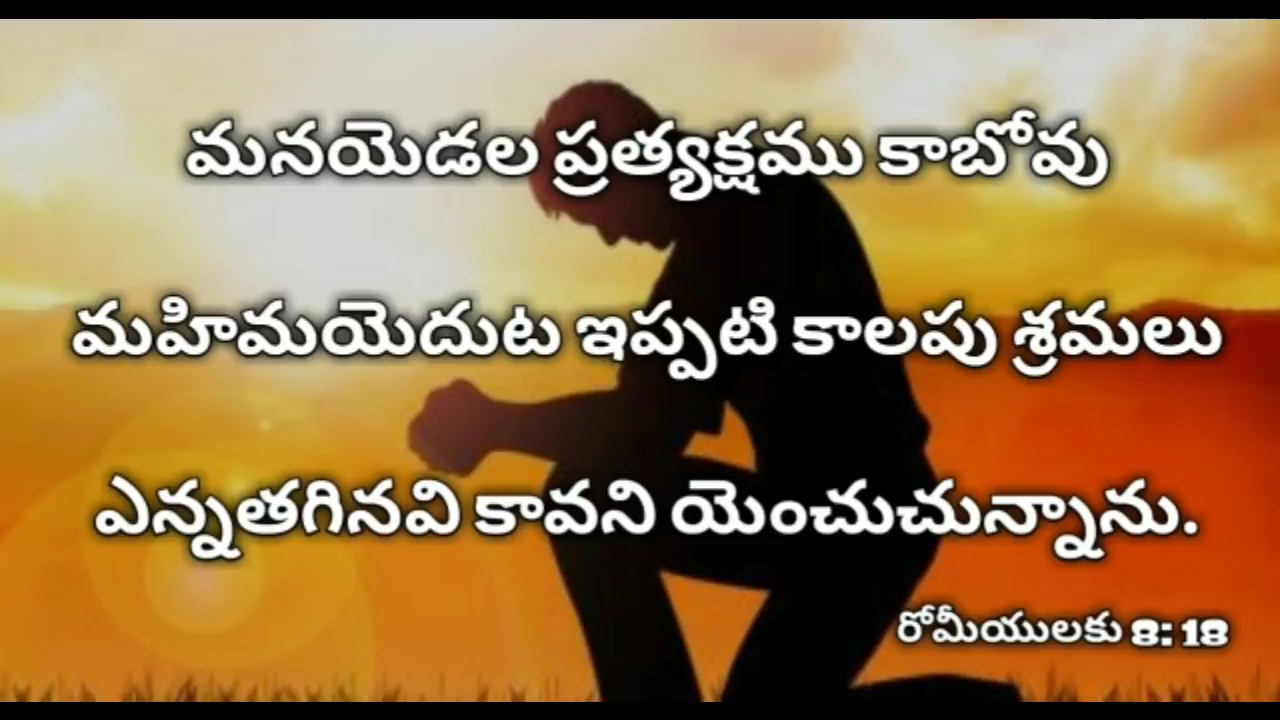 మనయెడల ప్రత్యక్షము కాబోవు
మహిమయెదుట ఇప్పటి కాలపు శ్రమలు
ఎన్నతగినవి కావని యెంచుచున్నాను.
రోమీయులకు 8:18